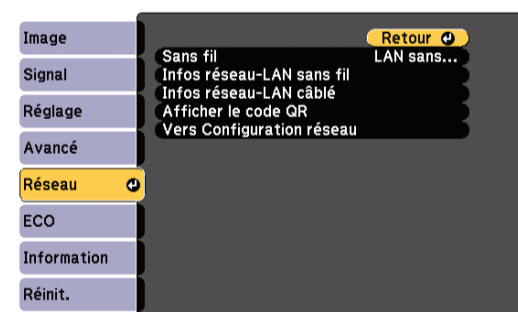 Image
Signal
Réglage
Avancé
Réseau
ECO
Information
Réinit.
Retour
Sans fil LAN sans...
Infos réseau-LAN sans fil
Infos réseau-LAN câblé
Afficher le code QR
Vers Configuration réseau